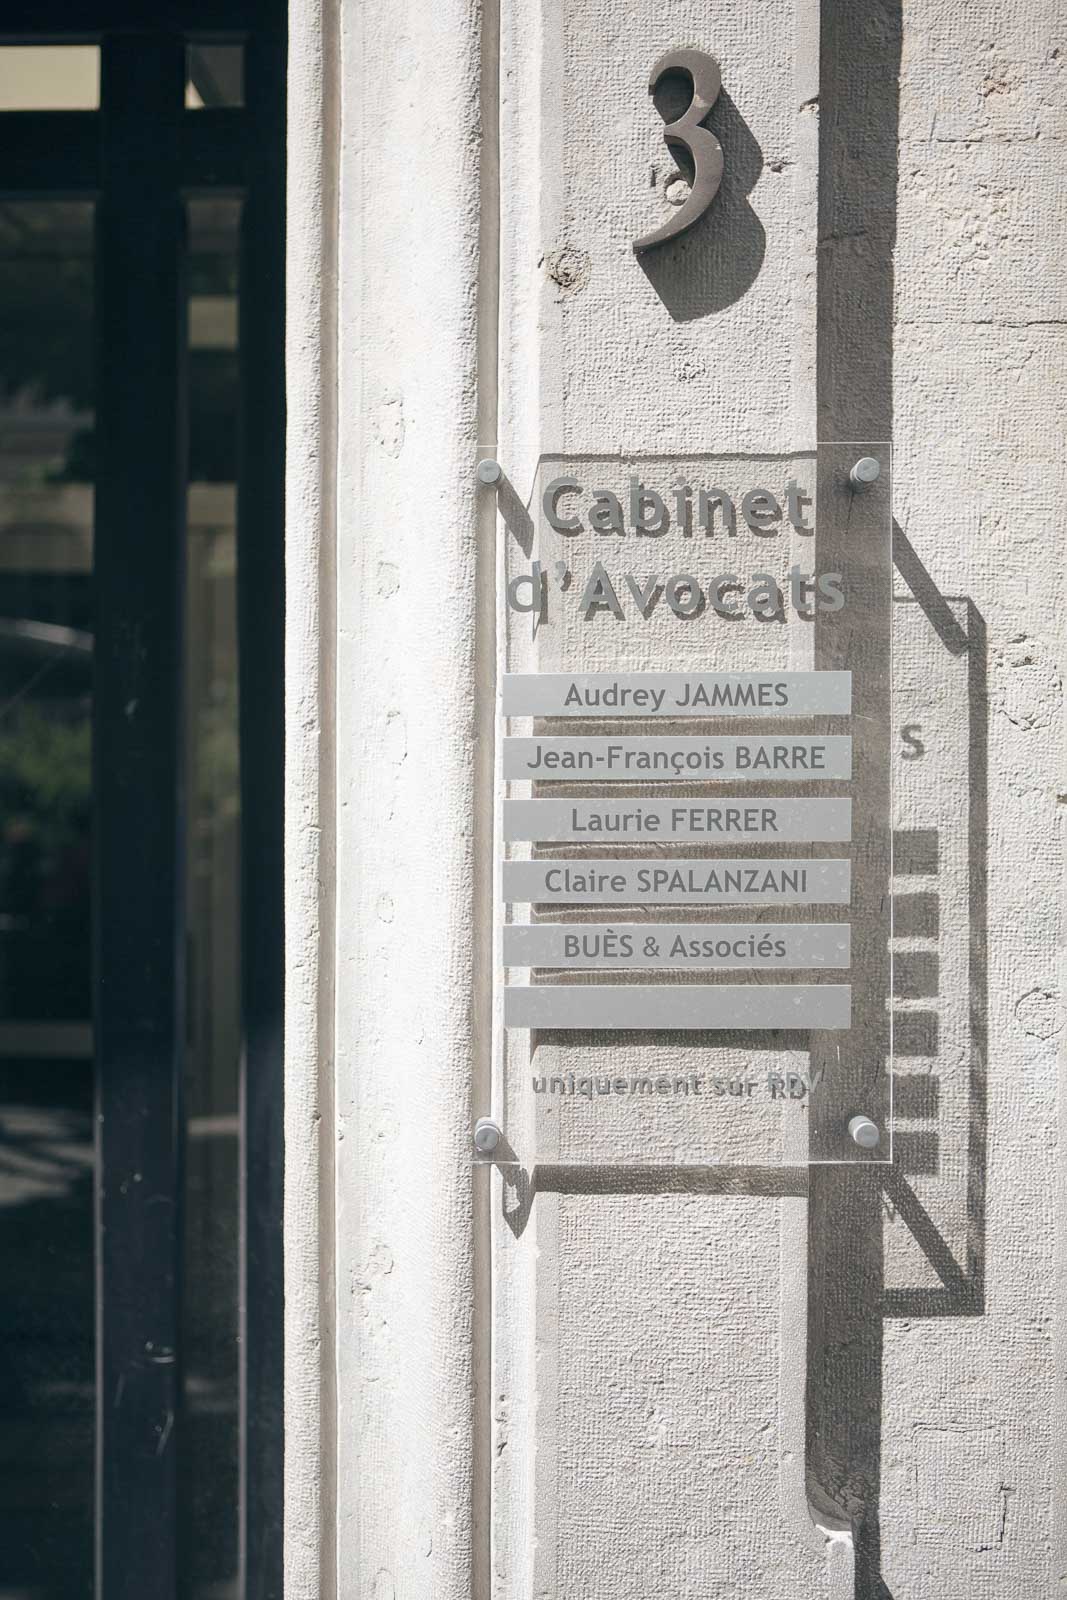 3
Cabinet
d'Avocats
Audrey JAMMES
Jean-François BARRE
Laurie FERRER
Claire SPALANZANI
BUÈS & Associés
uniquement sur RDV